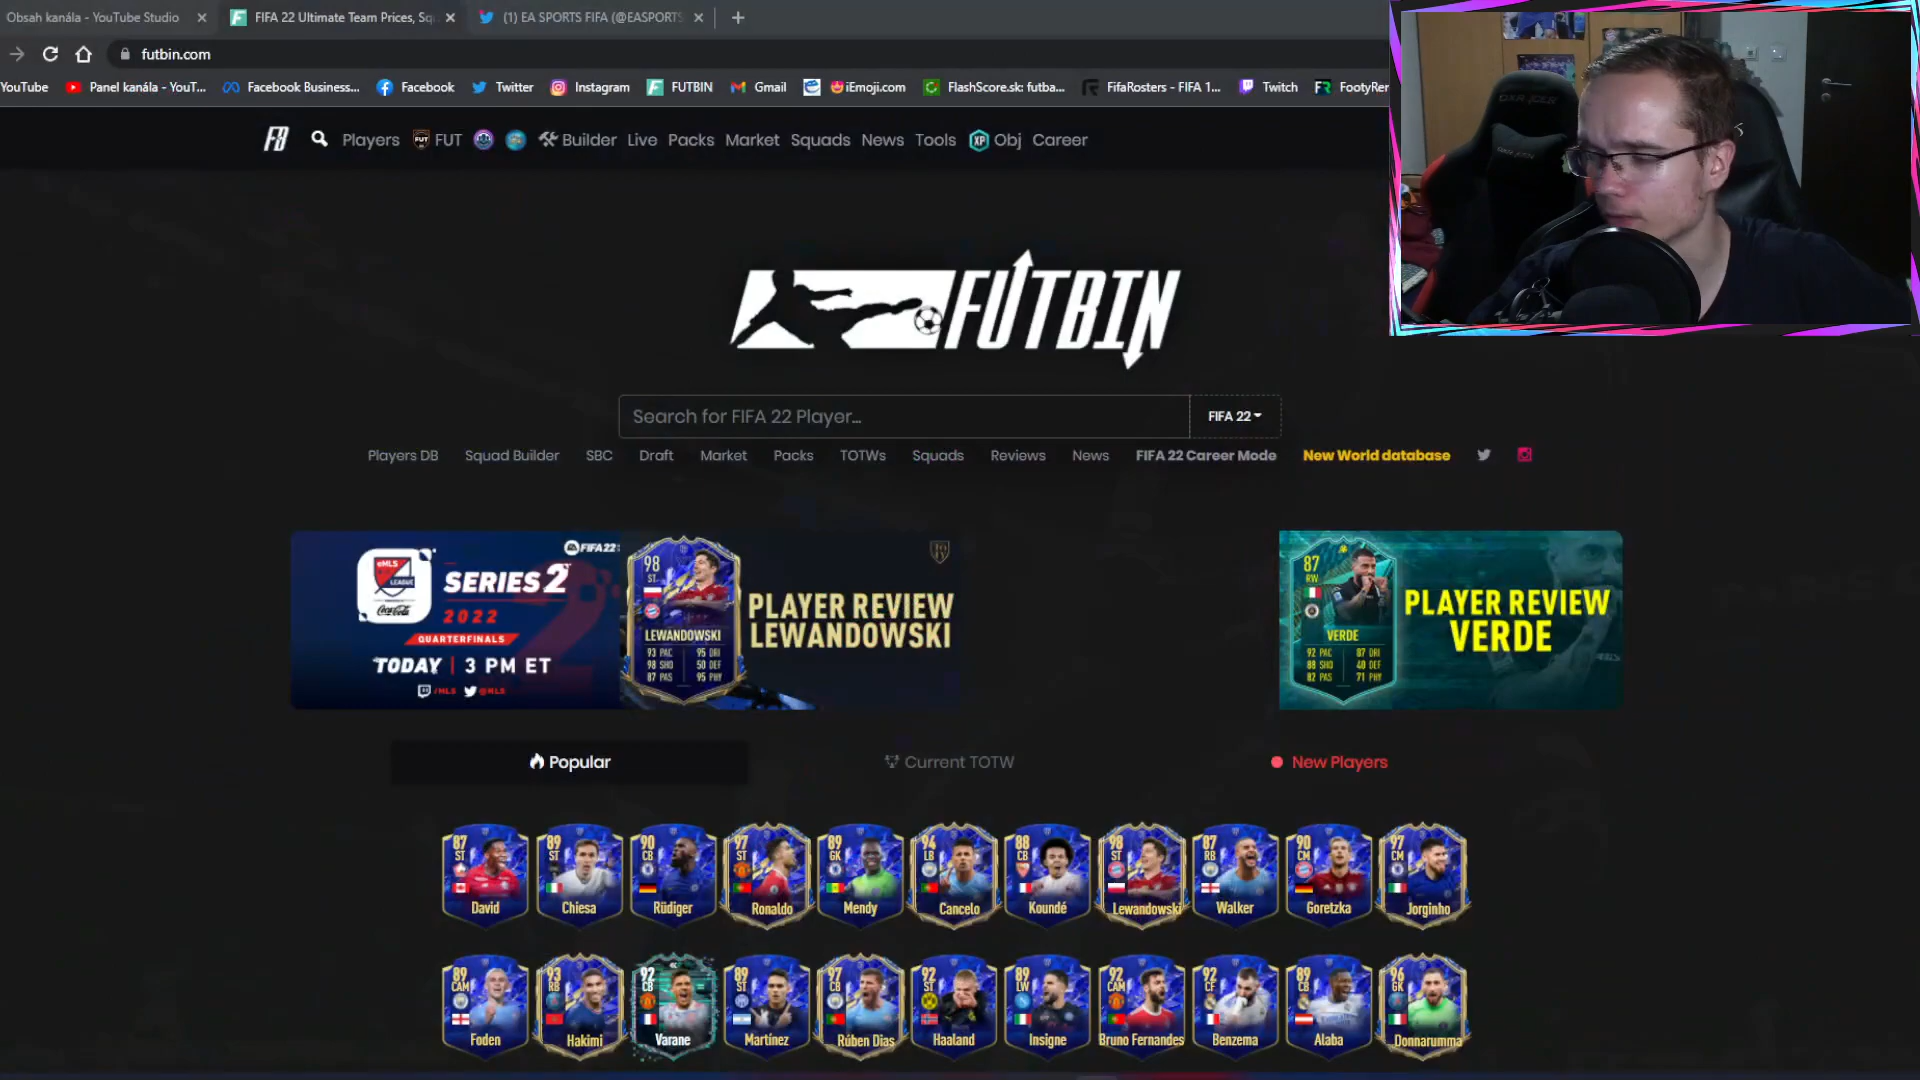 Obsah kanála - YouTube Studio
FIFA 22 Ultimate Team Prices, Squ
(1) EA SPORTS FIFA (@EASPORTS
futbin.com
YouTube Panel kanála - YouT... Facebook Business... Facebook Twitter Instagram FUTBIN Gmail iEmoji.com FlashScore.sk: futba... FifaRosters - FIFA 1... Twitch FootyRen
FB Players FUT Builder Live Packs Market Squads News Tools XP Obj Career
FUTBIN
Search for FIFA 22 Player...
FIFA 22
Players DB Squad Builder SBC Draft Market Packs TOTWs Squads Reviews News FIFA 22 Career Mode New World database
FIFA 22
eMLS
LEAGUE
Coca-Cola
SERIES 2
2022
QUARTERFINALS
TODAY | 3 PM ET
/MLS @MLS
98
ST
LEWANDOWSKI
93 PAC 95 DRI
98 SHO 50 DEF
87 PAS 95 PHY
PLAYER REVIEW
LEWANDOWSKI
87
RW
VERDE
92 PAC 87 DRI
88 SHO 40 DEF
82 PAS 71 PHY
PLAYER REVIEW
VERDE
Popular Current TOTW New Players
87 89 90 97 89 94 88 98 87 90 97
ST ST CB ST GK LB CB ST RB CM CM
David Chiesa Rüdiger Ronaldo Mendy Cancelo Koundé Lewandowski Walker Goretzka Jorginho
89 93 92 89 97 92 89 92 92 89 96
CAM RB CB ST CB ST LW CAM CF CB GK
Foden Hakimi Varane Martínez Rúben Dias Haaland Insigne Bruno Fernandes Benzema Alaba Donnarumma